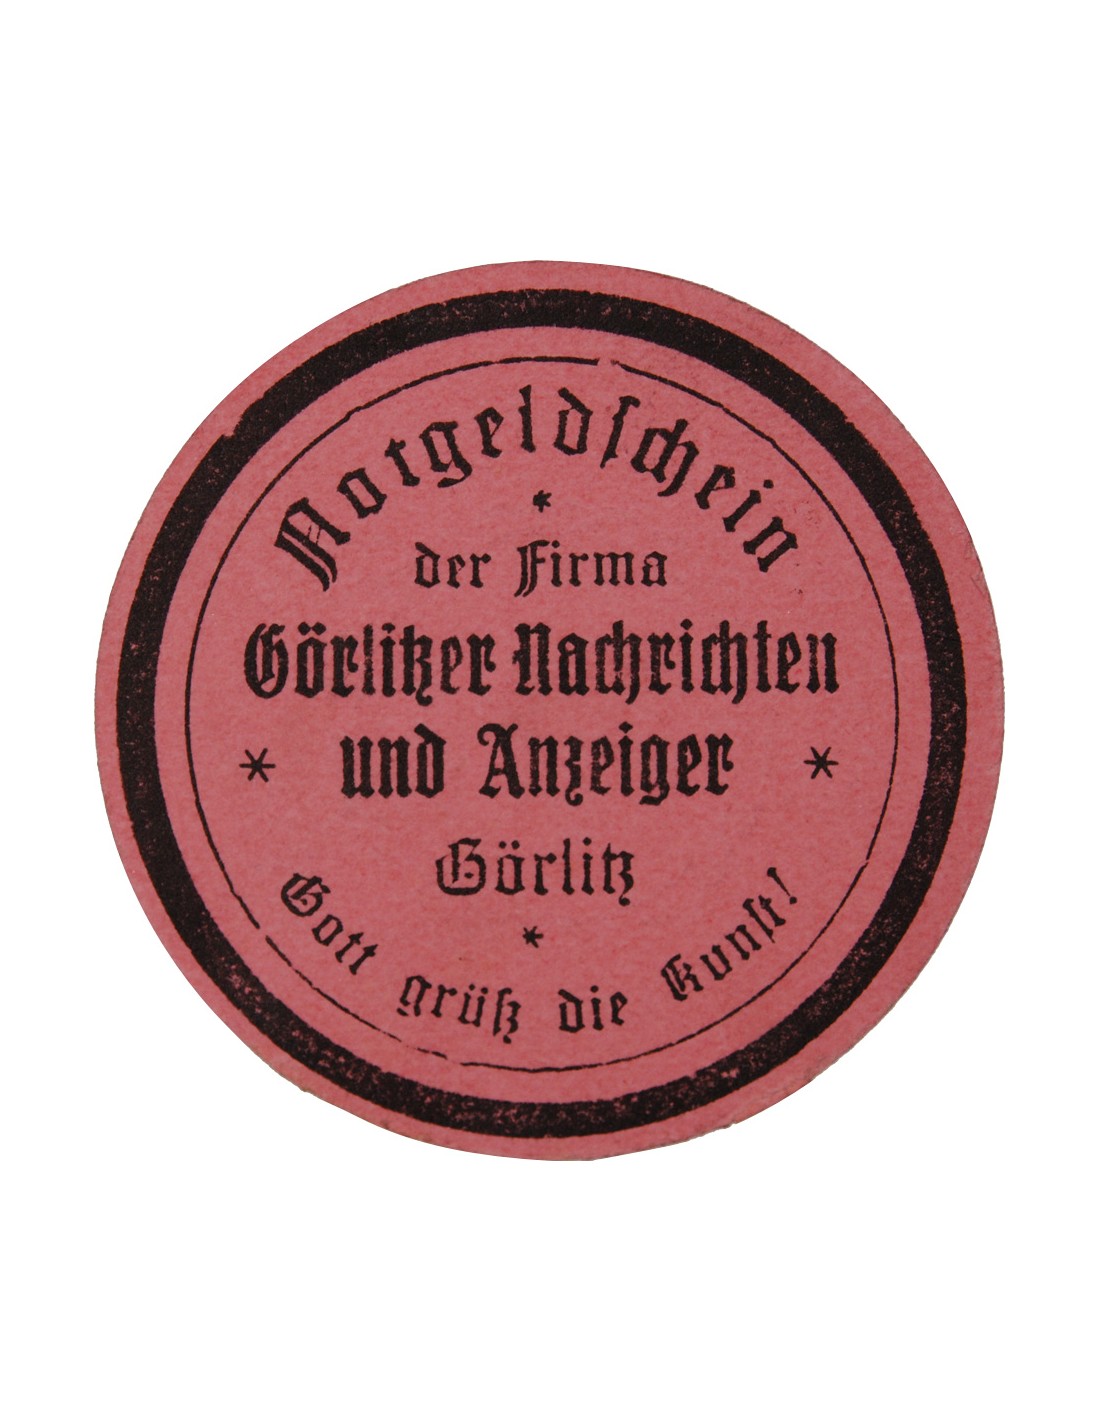 Notgeldschein
*
der Firma
Görlitzer Nachrichten
* und Anzeiger *
Görlitz
*
Gott grüß die Kunst!